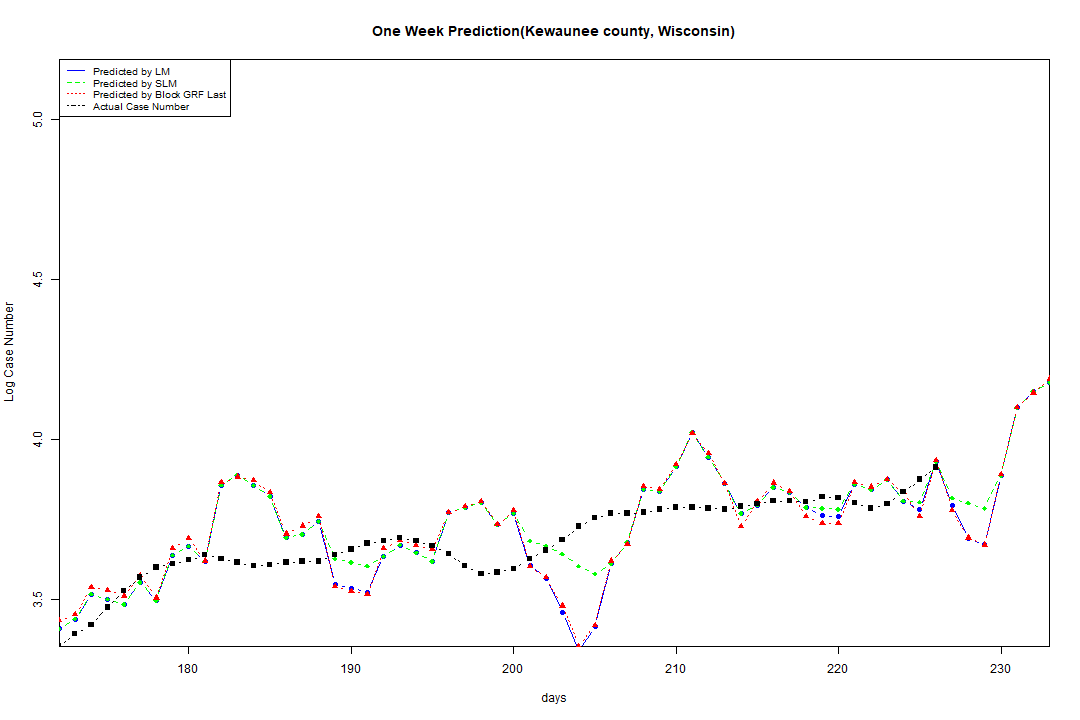 One Week Prediction(Kewaunee county, Wisconsin)
Predicted by LM
Predicted by SLM
Predicted by Block GRF Last
Actual Case Number
5.0
4.5
4.0
3.5
Log Case Number
180 190 200 210 220 230
days